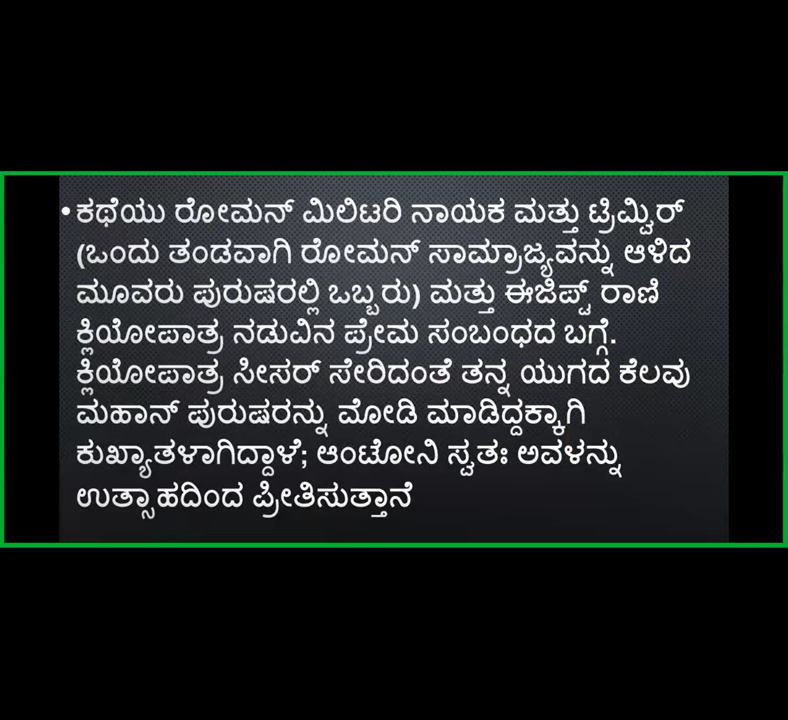 • ಕಥೆಯು ರೋಮನ್ ಮಿಲಿಟರಿ ನಾಯಕ ಮತ್ತು ಟ್ರಿಮ್ವಿರ್
(ಒಂದು ತಂಡವಾಗಿ ರೋಮನ್ ಸಾಮ್ರಾಜ್ಯವನ್ನು ಆಳಿದ
ಮೂವರು ಪುರುಷರಲ್ಲಿ ಒಬ್ಬರು) ಮತ್ತು ಈಜಿಪ್ಟ್ ರಾಣಿ
ಕ್ಲಿಯೋಪಾತ್ರ ನಡುವಿನ ಪ್ರೇಮ ಸಂಬಂಧದ ಬಗ್ಗೆ.
ಕ್ಲಿಯೋಪಾತ್ರ ಸೀಸರ್ ಸೇರಿದಂತೆ ತನ್ನ ಯುಗದ ಕೆಲವು
ಮಹಾನ್ ಪುರುಷರನ್ನು ಮೋಡಿ ಮಾಡಿದ್ದಕ್ಕಾಗಿ
ಕುಖ್ಯಾತಳಾಗಿದ್ದಾಳೆ; ಆಂಟೋನಿ ಸ್ವತಃ ಅವಳನ್ನು
ಉತ್ಸಾಹದಿಂದ ಪ್ರೀತಿಸುತ್ತಾನೆ